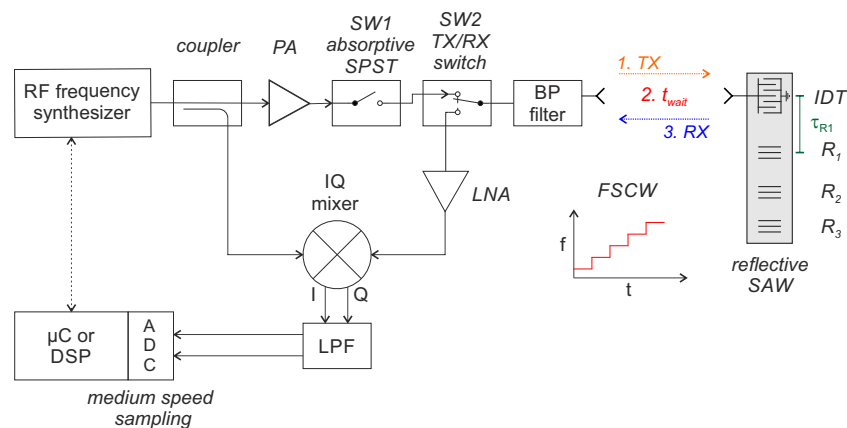 coupler
PA
SW1
absorptive
SPST
SW2
TX/RX
switch
RF frequency
synthesizer
BP
filter
1. TX
2. t_wait
3. RX
IDT
τ_R1
R_1
R_2
R_3
reflective
SAW
LNA
IQ
mixer
I
Q
FSCW
f
t
LPF
µC or
DSP
A
D
C
medium speed
sampling